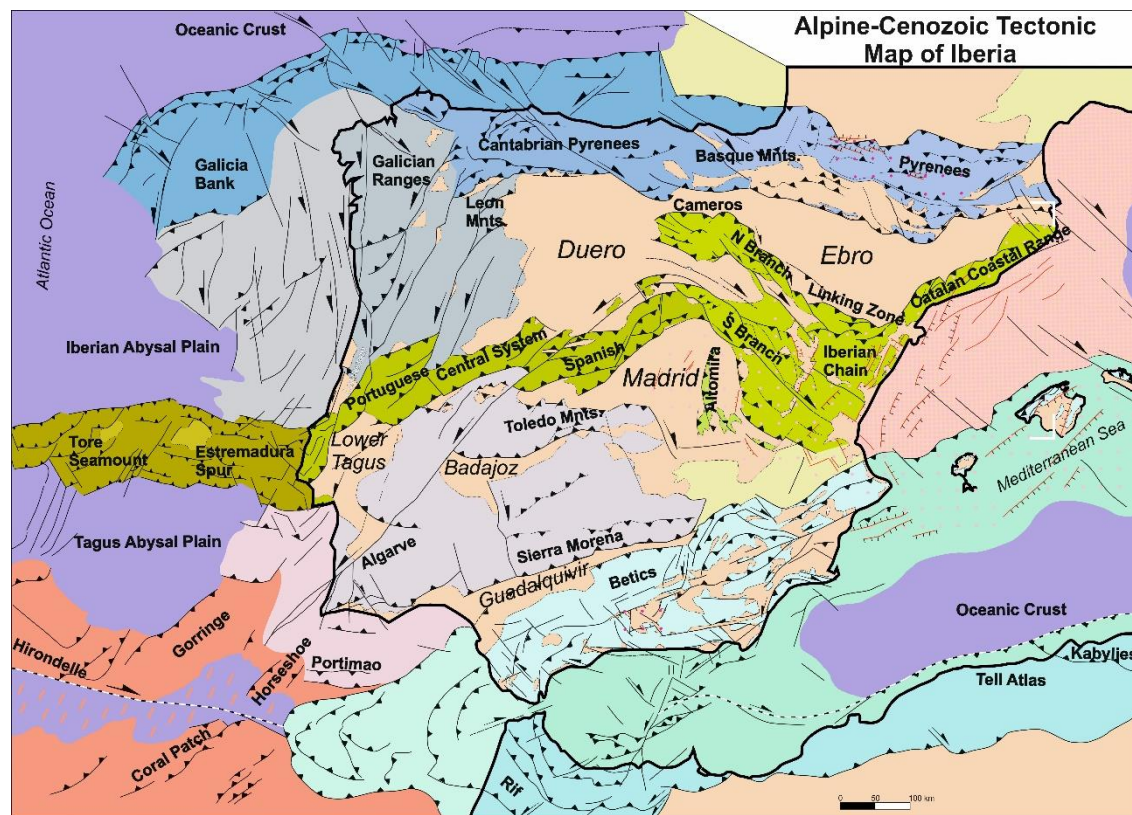 Alpine-Cenozoic Tectonic
Map of Iberia
Oceanic Crust
Atlantic Ocean
Galicia
Bank
Galician
Ranges
Cantabrian Pyrenees
Basque Mnts.
Pyrenees
Leon
Mnts.
Cameros
Duero
N Branch
Ebro
Catalan Coastal Range
Linking Zone
Iberian Abysal Plain
Portuguese
Central System
Spanish
S Branch
Iberian
Chain
Madrid
Altomira
Toledo Mnts.
Tore
Seamount
Estremadura
Spur
Lower
Tagus
Badajoz
Mediterranean Sea
Tagus Abysal Plain
Algarve
Sierra Morena
Guadalquivir
Betics
Oceanic Crust
Gorringe
Hirondelle
Horseshoe
Portimao
Kabylies
Tell Atlas
Coral Patch
Rif
0 50 100 km